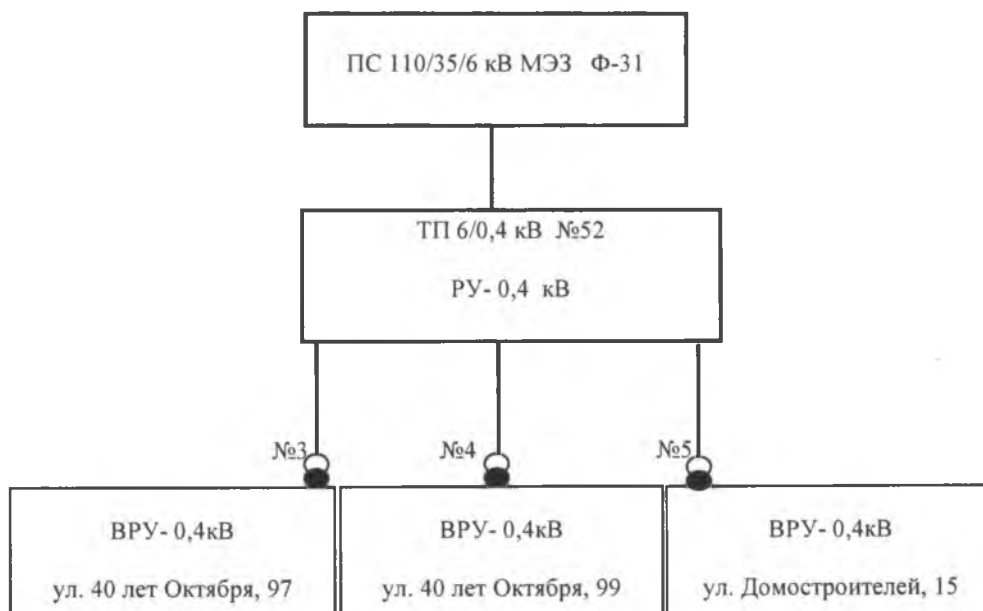 ПС 110/35/6 кВ МЭЗ Ф-31
ТП 6/0,4 кВ №52
РУ- 0,4 кВ
№3
№4
№5
ВРУ- 0,4кВ
ул. 40 лет Октября, 97
ВРУ- 0,4кВ
ул. 40 лет Октября, 99
ВРУ- 0,4кВ
ул. Домостроителей, 15